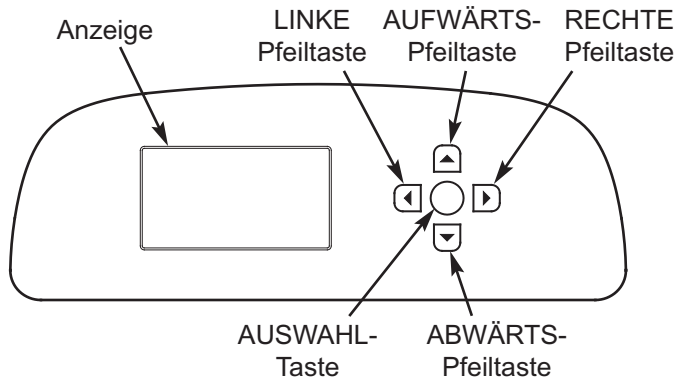 Anzeige
LINKE
Pfeiltaste
AUFWÄRTS-
Pfeiltaste
RECHTE
Pfeiltaste
AUSWAHL-
Taste
ABWÄRTS-
Pfeiltaste